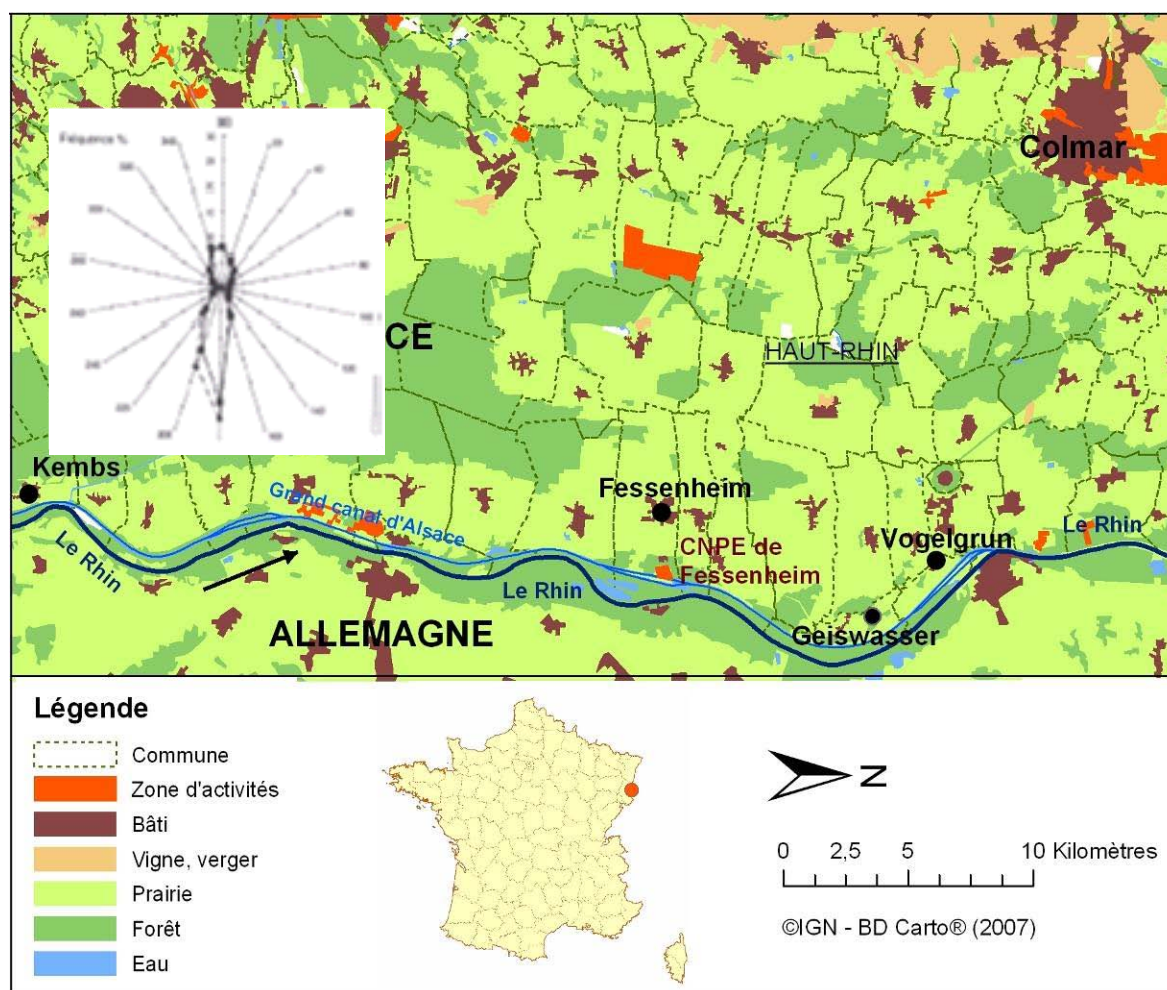 Fréquence %
Colmar
CE
HAUT-RHIN
Kembs
Grand canal d'Alsace
Fessenheim
Le Rhin
CNPE de
Fessenheim
Vogelgrun
Le Rhin
Le Rhin
Geiswasser
ALLEMAGNE
Légende
Commune
Zone d'activités
Bâti
Vigne, verger
Prairie
Forêt
Eau
N
0 2,5 5 10 Kilomètres
©IGN - BD Carto® (2007)